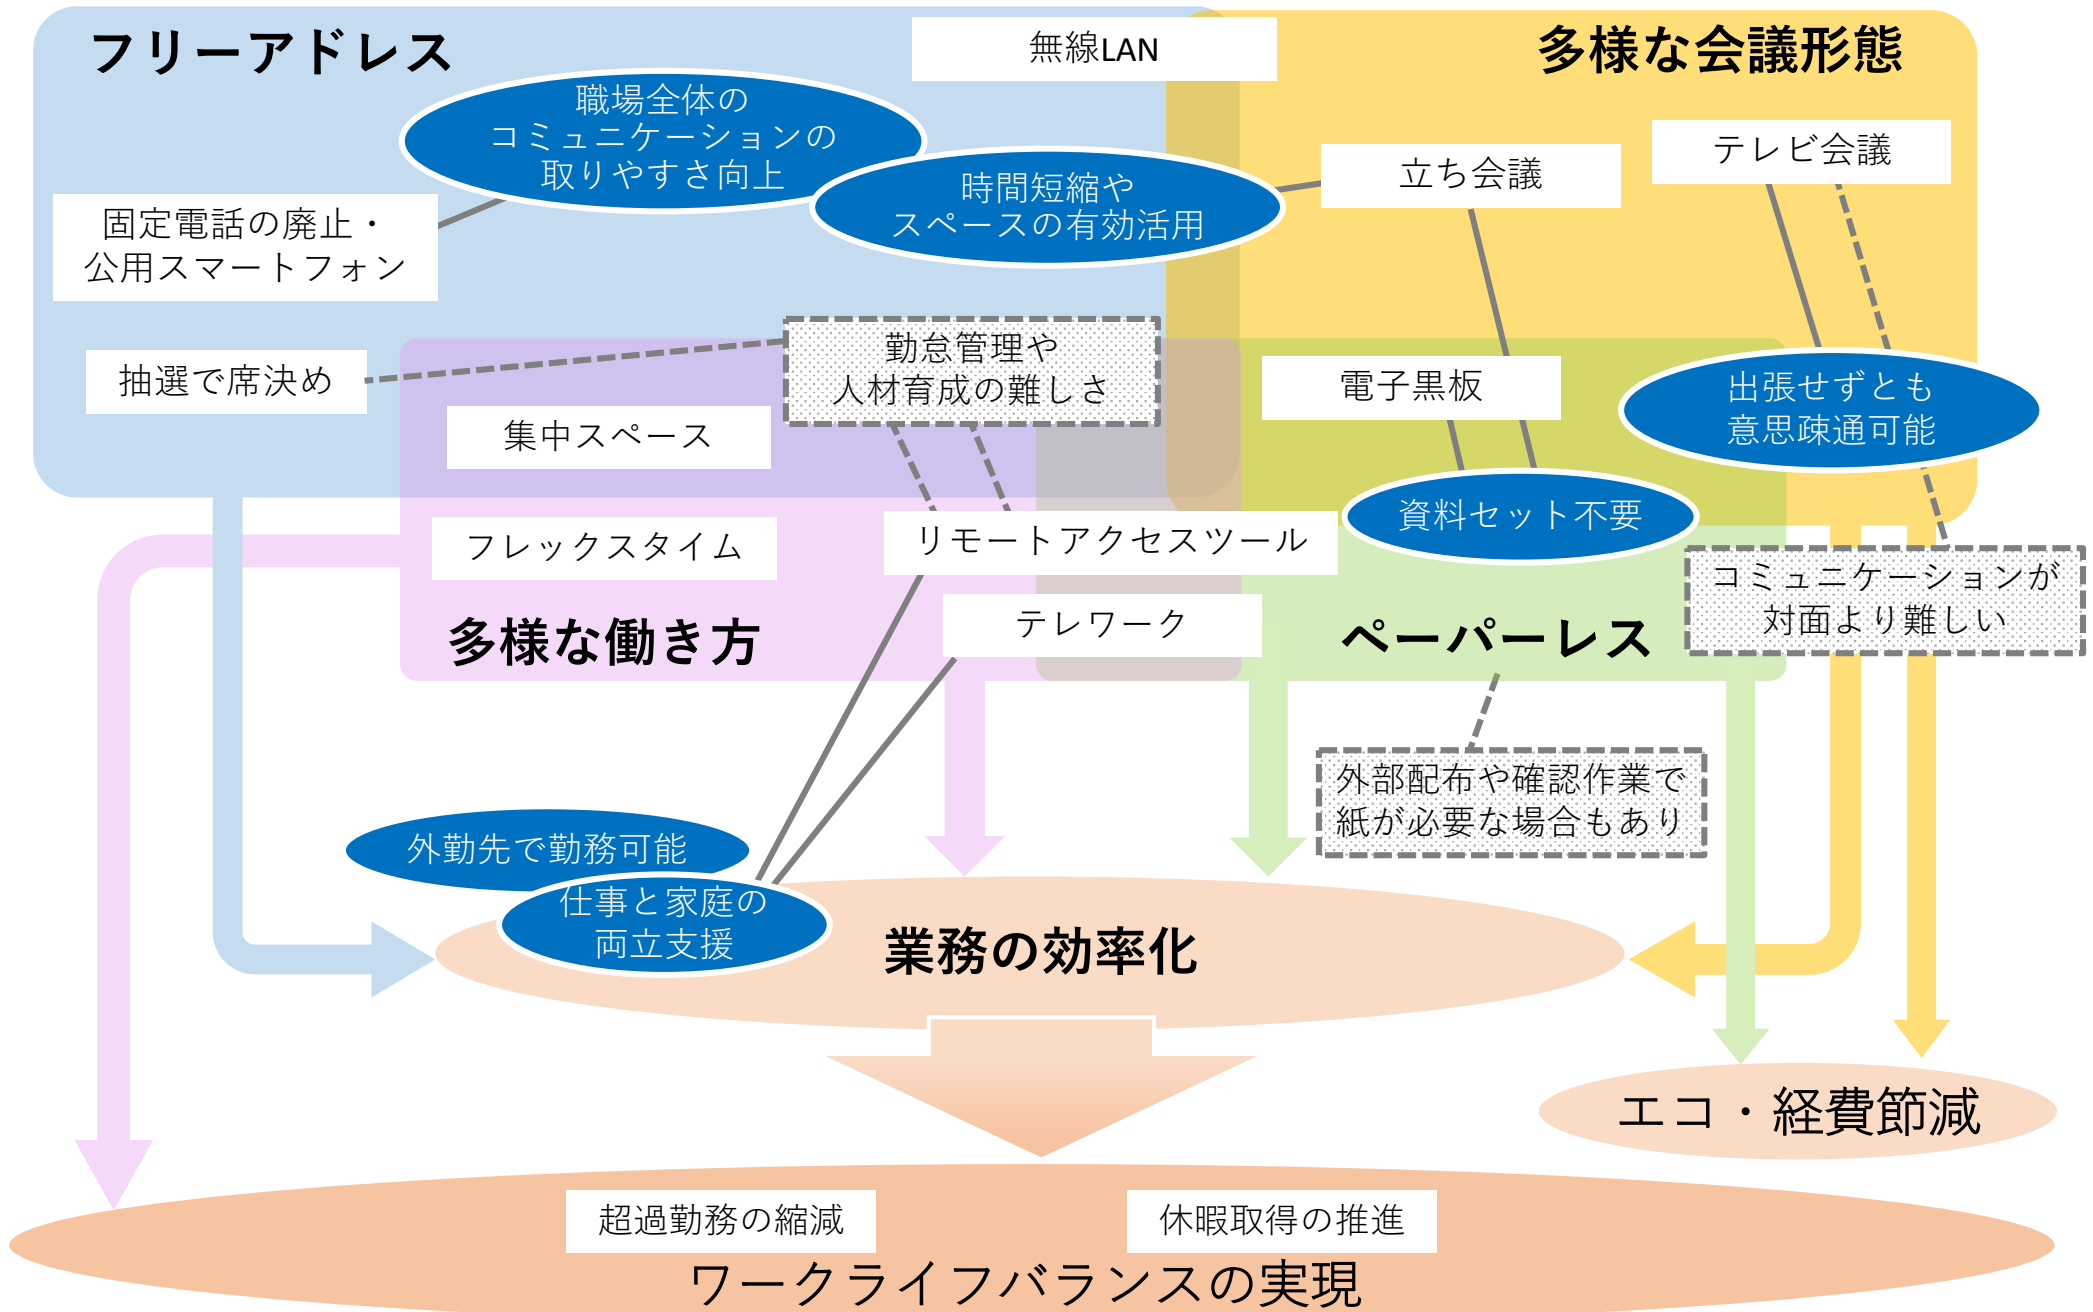 フリーアドレス
無線LAN
多様な会議形態
職場全体の
コミュニケーションの
取りやすさ向上
時間短縮や
スペースの有効活用
立ち会議
テレビ会議
固定電話の廃止・
公用スマートフォン
抽選で席決め
勤怠管理や
人材育成の難しさ
集中スペース
電子黒板
出張せずとも
意思疎通可能
資料セット不要
フレックスタイム
リモートアクセスツール
コミュニケーションが
対面より難しい
多様な働き方
テレワーク
ペーパーレス
外部配布や確認作業で
紙が必要な場合もあり
外勤先で勤務可能
仕事と家庭の
両立支援
業務の効率化
エコ・経費節減
超過勤務の縮減
休暇取得の推進
ワークライフバランスの実現